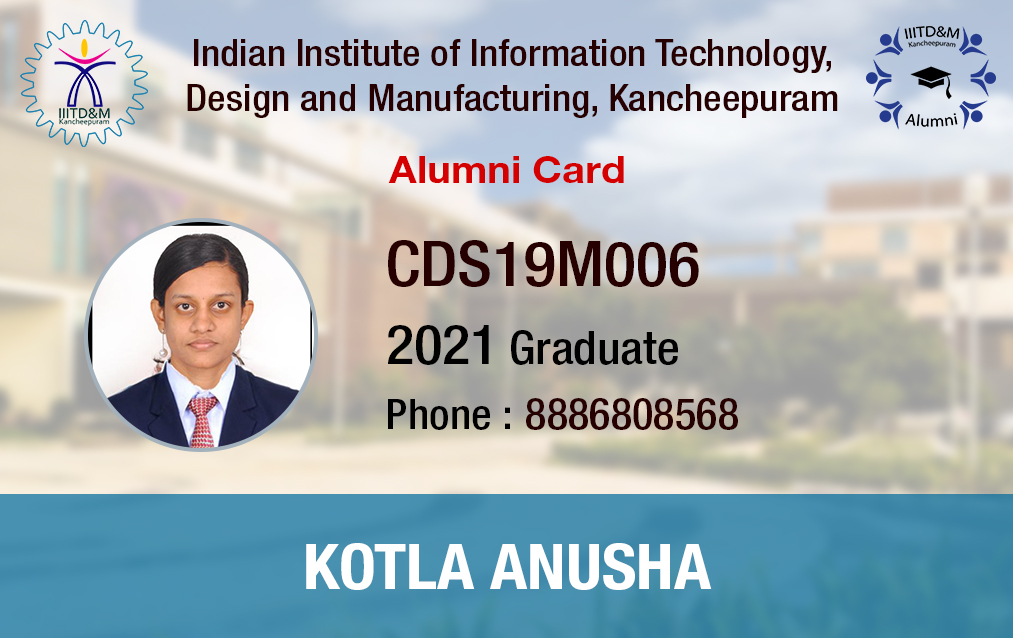 IIITD&M
Kancheepuram
Indian Institute of Information Technology,
Design and Manufacturing, Kancheepuram
IIITD&M
Kancheepuram
Alumni
Alumni Card
CDS19M006
2021 Graduate
Phone : 8886808568
KOTLA ANUSHA